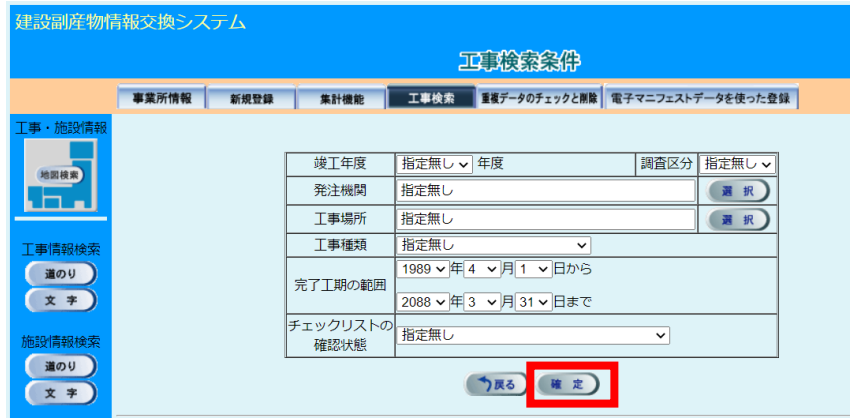 建設副産物情報交換システム
工事検索条件
事業所情報 新規登録 集計機能 工事検索 重複データのチェックと削除 電子マニフェストデータを使った登録
工事・施設情報
地図検索
工事情報検索
道のり
文 字
施設情報検索
道のり
文 字
竣工年度 指定無し 年度 調査区分 指定無し
発注機関 指定無し 選 択
工事場所 指定無し 選 択
工事種類 指定無し
完了工期の範囲 1989 年 4 月 1 日から
2088 年 3 月 31 日まで
チェックリストの
確認状態 指定無し
戻る 確 定